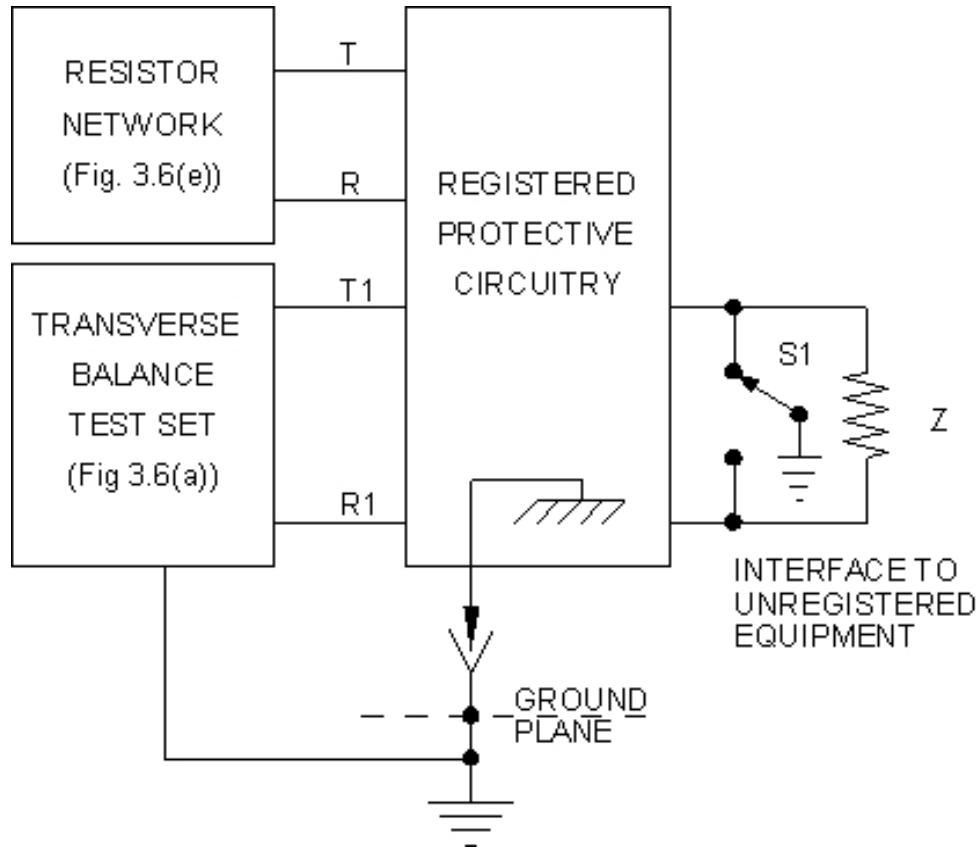 RESISTOR
NETWORK
(Fig. 3.6(e))
T
R
REGISTERED
PROTECTIVE
CIRCUITRY
TRANSVERSE
BALANCE
TEST SET
(Fig 3.6(a))
T1
R1
S1
Z
INTERFACE TO
UNREGISTERED
EQUIPMENT
GROUND
PLANE